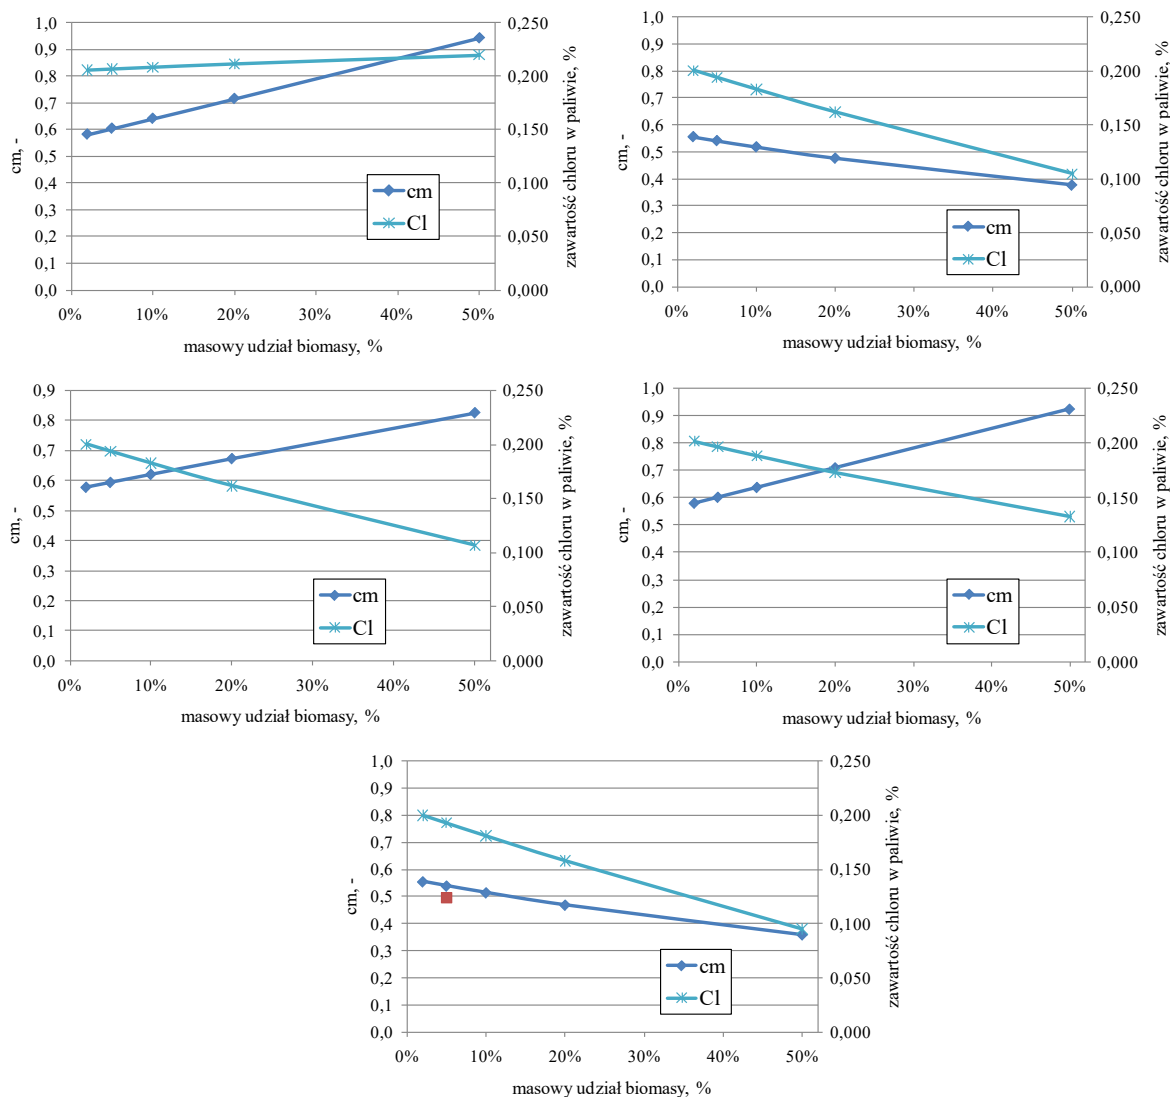 1,0
0,9
0,8
0,7
0,6
0,5
0,4
0,3
0,2
0,1
0,0
cm, -
0,250
0,200
0,150
0,100
0,050
0,000
zawartość chloru w paliwie, %
cm
Cl
0% 10% 20% 30% 40% 50%
masowy udział biomasy, %
1,0
0,9
0,8
0,7
0,6
0,5
0,4
0,3
0,2
0,1
0,0
cm, -
0,250
0,200
0,150
0,100
0,050
0,000
zawartość chloru w paliwie, %
cm
Cl
0% 10% 20% 30% 40% 50%
masowy udział biomasy, %
0,9
0,8
0,7
0,6
0,5
0,4
0,3
0,2
0,1
0,0
cm, -
0,250
0,200
0,150
0,100
0,050
0,000
zawartość chloru w paliwie, %
cm
Cl
0% 10% 20% 30% 40% 50%
masowy udział biomasy, %
1,0
0,9
0,8
0,7
0,6
0,5
0,4
0,3
0,2
0,1
0,0
cm, -
0,250
0,200
0,150
0,100
0,050
0,000
zawartość chloru w paliwie, %
cm
Cl
0% 10% 20% 30% 40% 50%
masowy udział biomasy, %
1,0
0,9
0,8
0,7
0,6
0,5
0,4
0,3
0,2
0,1
0,0
cm, -
0,250
0,200
0,150
0,100
0,050
0,000
zawartość chloru w paliwie, %
cm
Cl
0% 10% 20% 30% 40% 50%
masowy udział biomasy, %